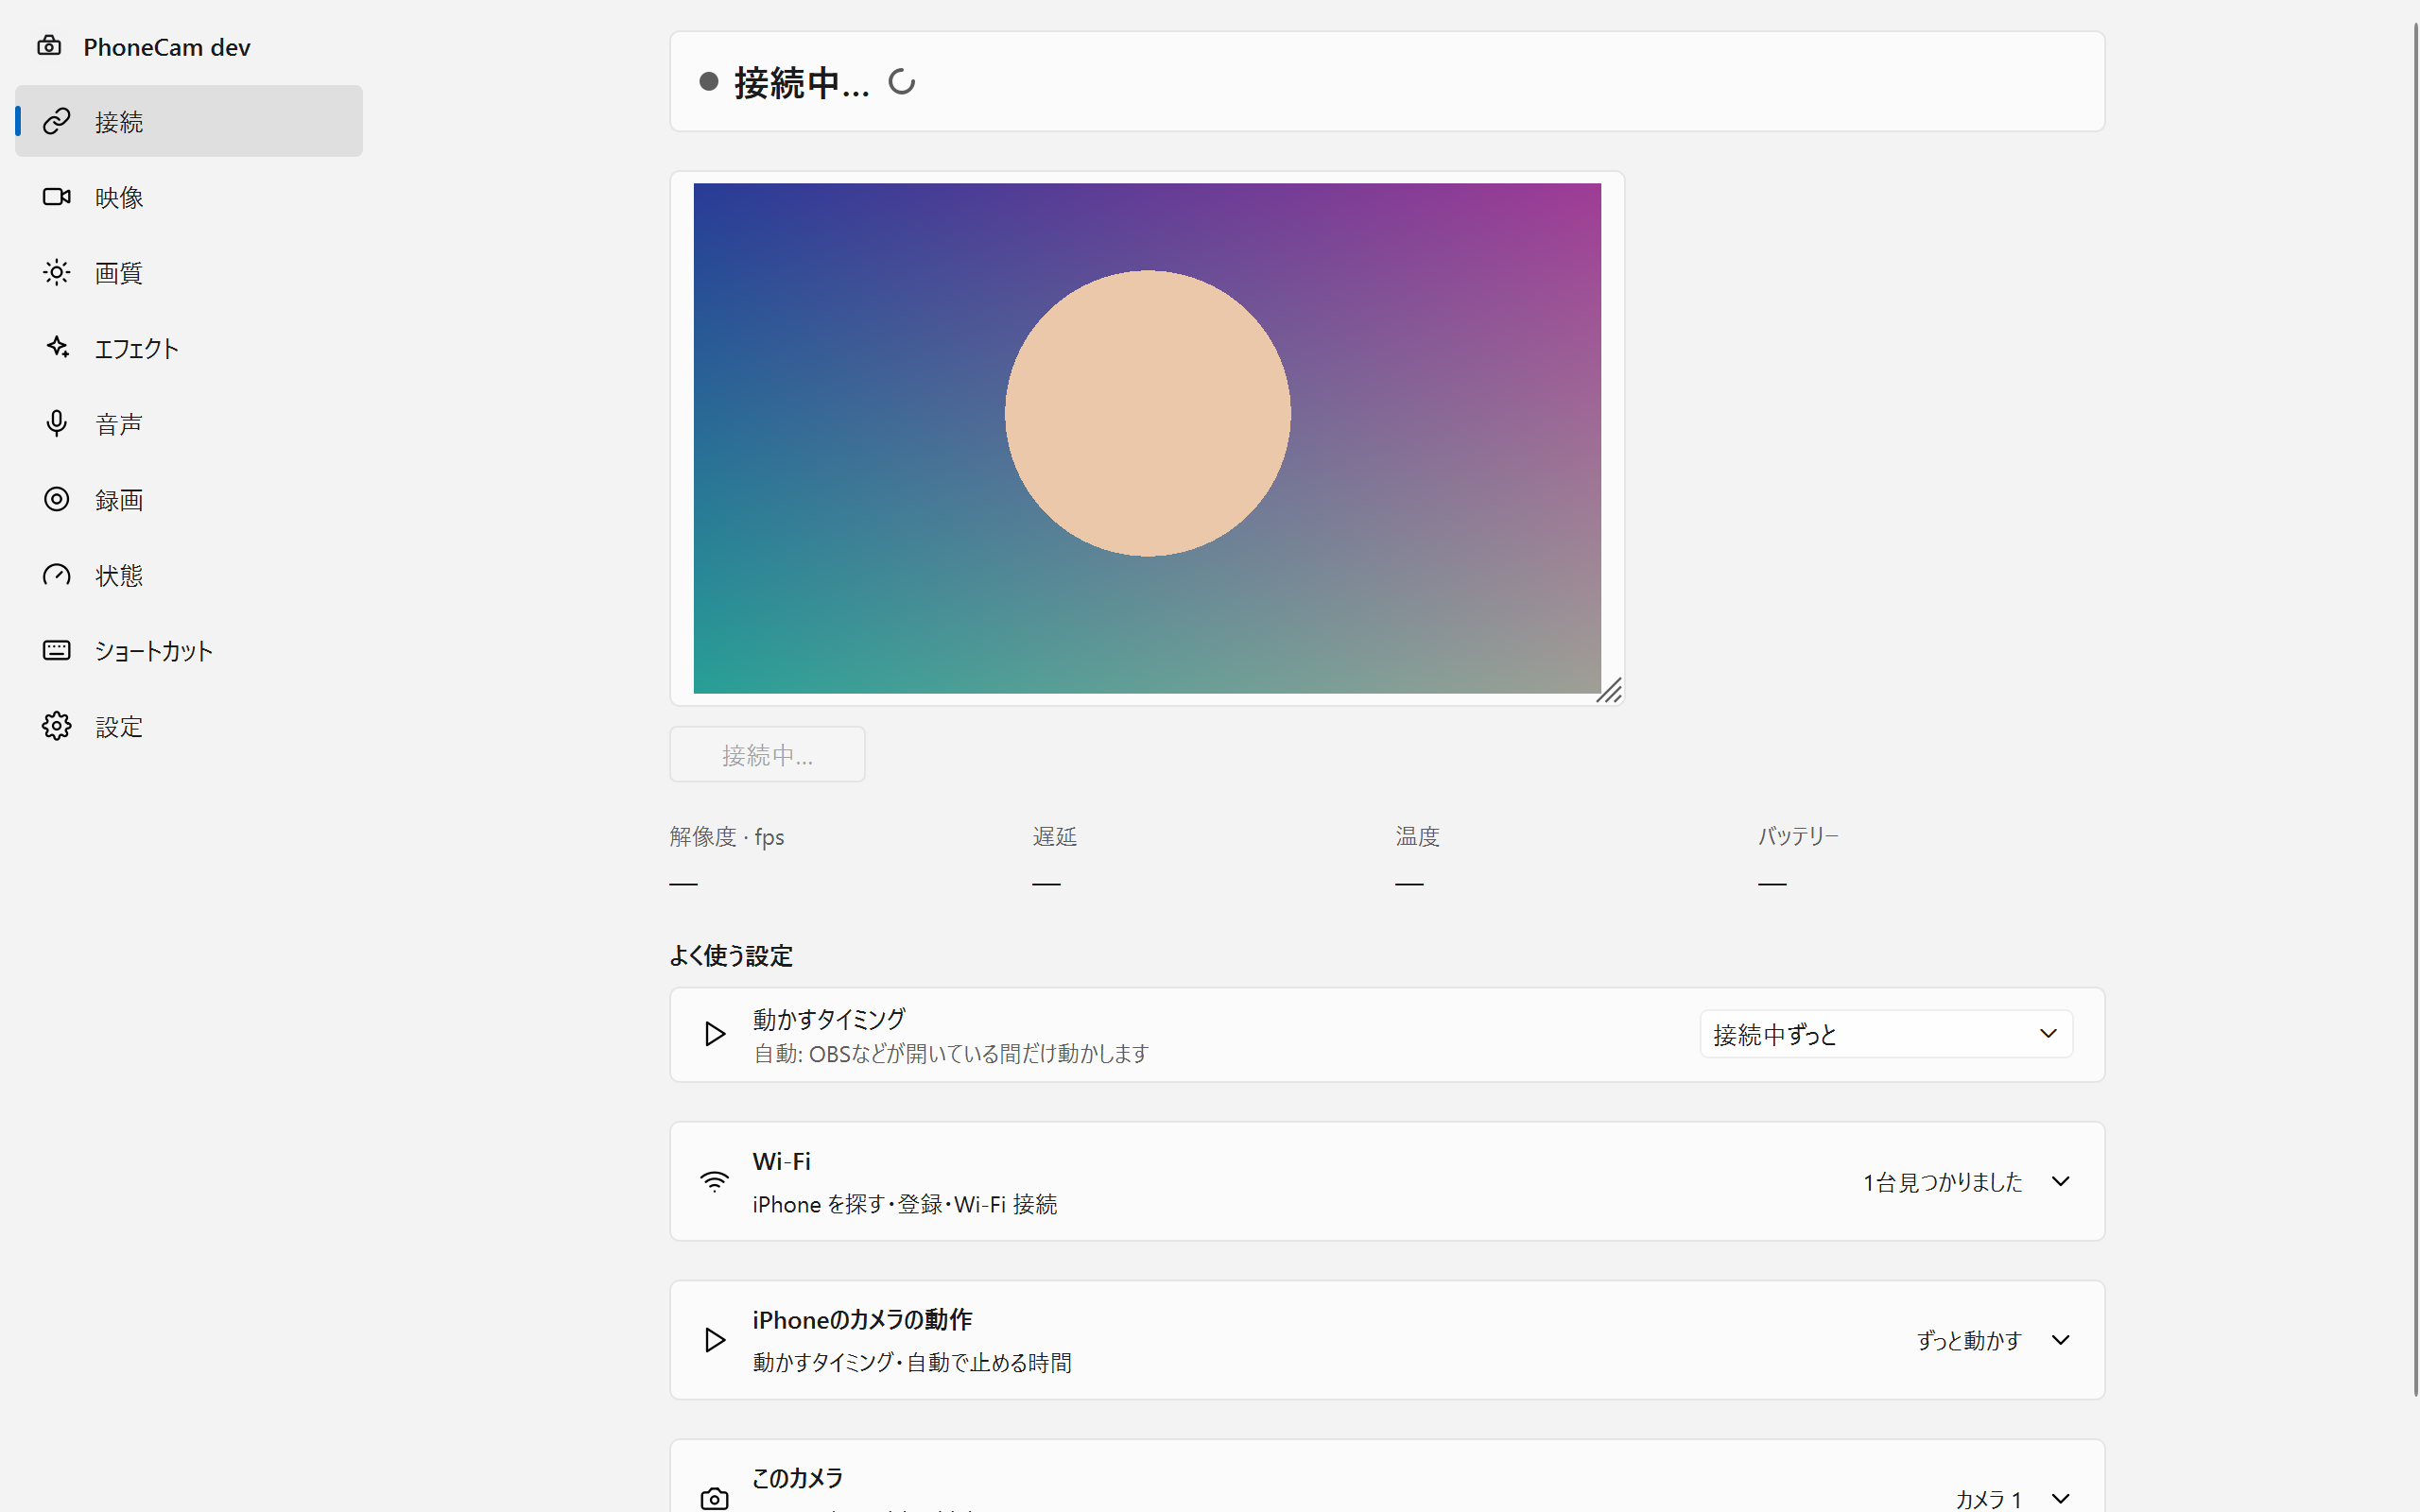 PhoneCam dev
接続
映像
画質
エフェクト
音声
録画
状態
ショートカット
設定
接続中...
接続中...
解像度 · fps
遅延
温度
バッテリー
—
—
—
—
よく使う設定
動かすタイミング
自動: OBSなどが開いている間だけ動かします
接続中ずっと
Wi-Fi
iPhone を探す・登録・Wi-Fi 接続
1台見つかりました
iPhoneのカメラの動作
動かすタイミング・自動で止める時間
ずっと動かす
このカメラ
カメラ 1